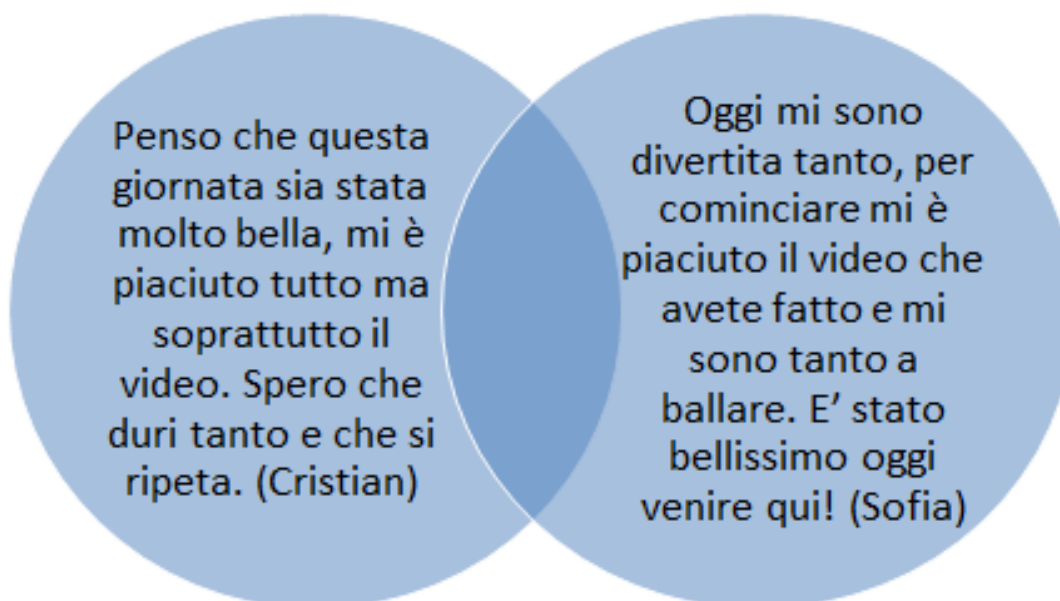 Penso che questa
giornata sia stata
molto bella, mi è
piaciuto tutto ma
soprattutto il
video. Spero che
duri tanto e che si
ripeta. (Cristian)
Oggi mi sono
divertita tanto, per
cominciare mi è
piaciuto il video che
avete fatto e mi
sono tanto a
ballare. E’ stato
bellissimo oggi
venire qui! (Sofia)